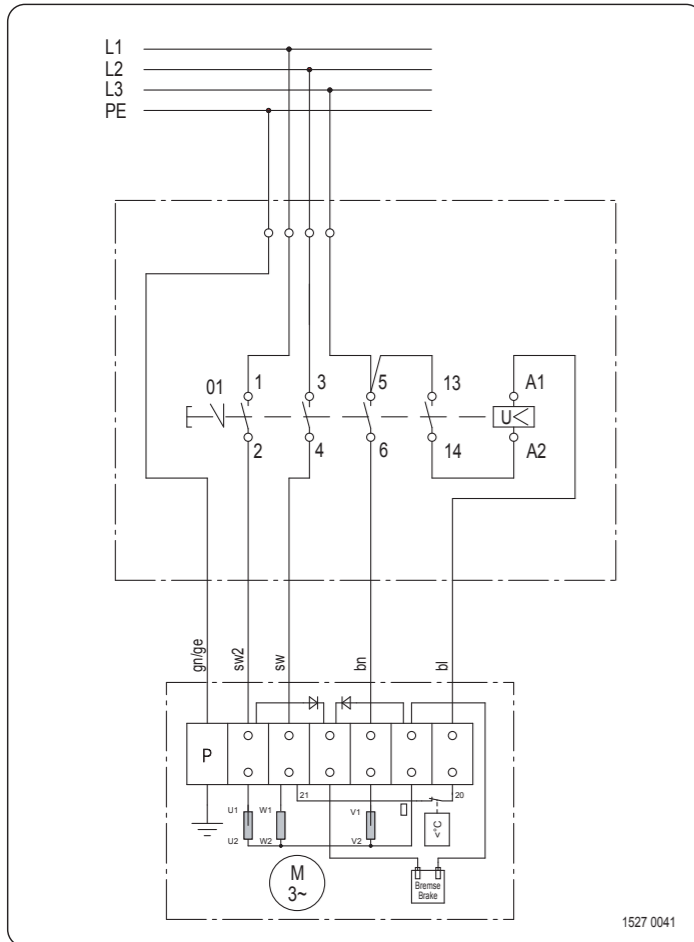 L1
L2
L3
PE
01 1 3 5 13 A1
U<
2 4 6 14 A2
gn/ge sw2 sw bn bl
P
21 20
U1 W1 V1
<°C
U2 W2 V2
M
3~
Bremse
Brake
1527 0041